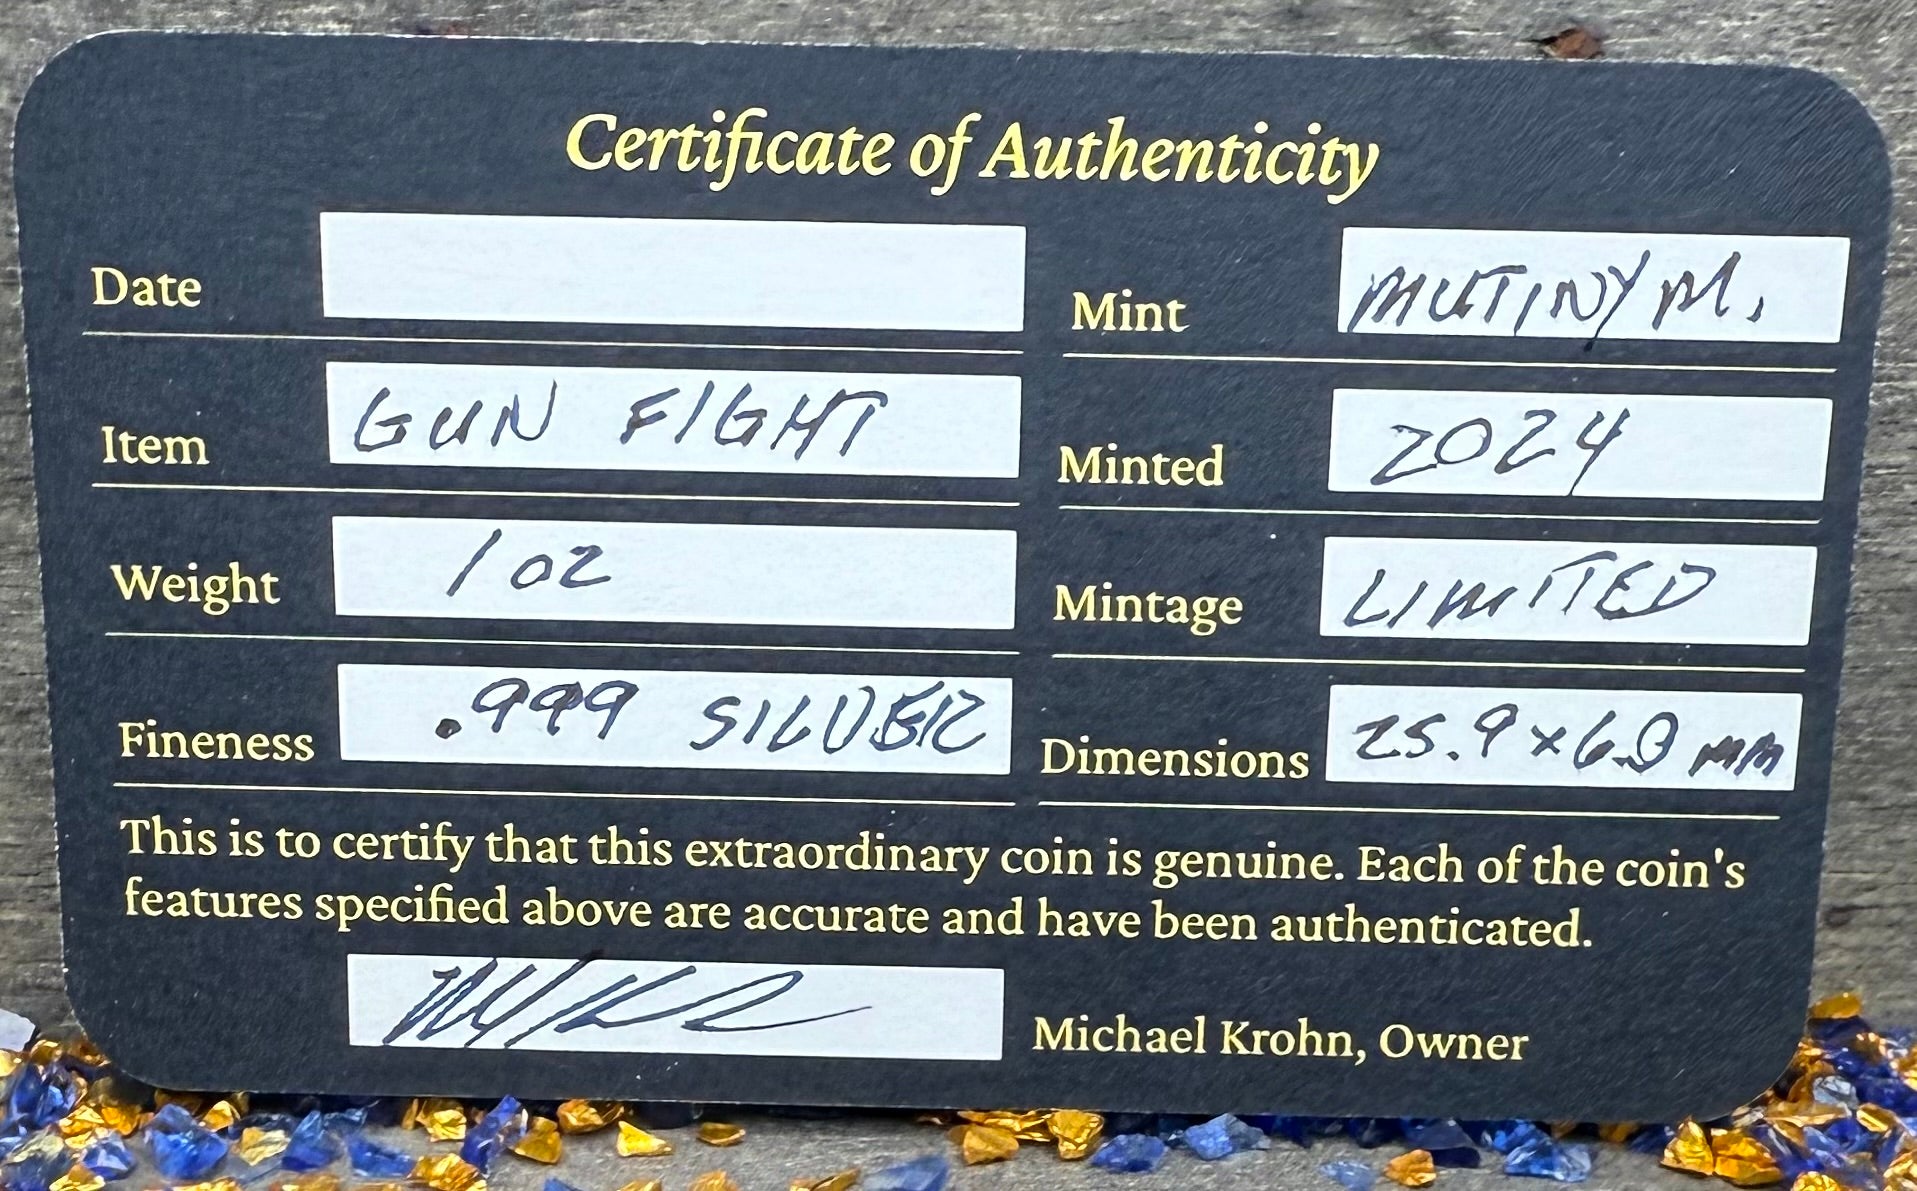 Certificate of Authenticity
Date
Mint MUTINY M.
Item GUN FIGHT
Minted 2024
Weight 1 OZ
Mintage LIMITED
Fineness .999 SILVER
Dimensions 25.9 x 6.0 mm
This is to certify that this extraordinary coin is genuine. Each of the coin's
features specified above are accurate and have been authenticated.
Michael Krohn, Owner